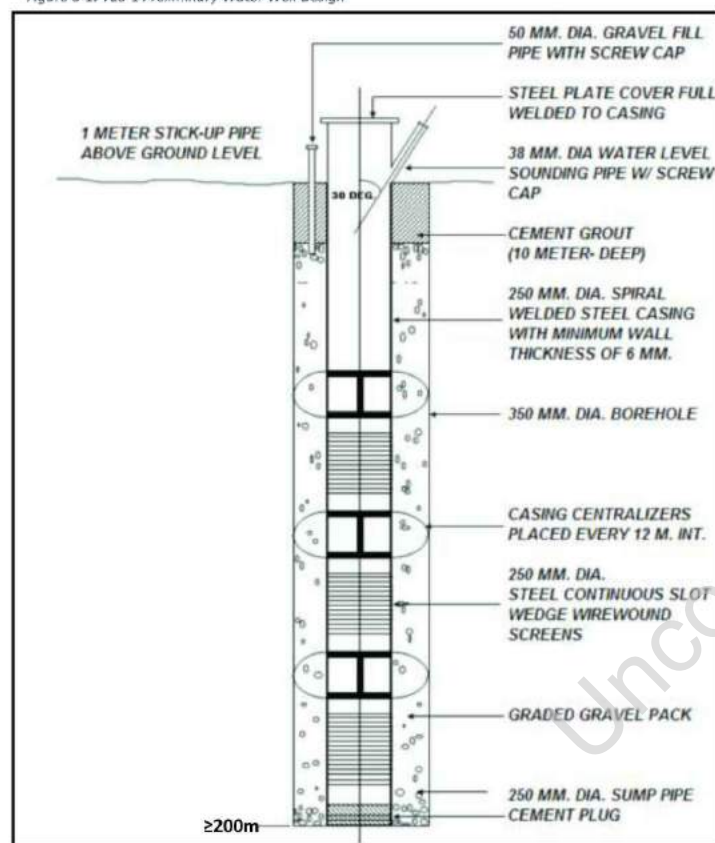 50 MM. DIA. GRAVEL FILL
PIPE WITH SCREW CAP
STEEL PLATE COVER FULL
WELDED TO CASING
1 METER STICK-UP PIPE
ABOVE GROUND LEVEL
38 MM. DIA WATER LEVEL
SOUNDING PIPE W/ SCREW
CAP
30 DEG.
CEMENT GROUT
(10 METER- DEEP)
250 MM. DIA. SPIRAL
WELDED STEEL CASING
WITH MINIMUM WALL
THICKNESS OF 6 MM.
350 MM. DIA. BOREHOLE
CASING CENTRALIZERS
PLACED EVERY 12 M. INT.
250 MM. DIA.
STEEL CONTINUOUS SLOT
WEDGE WIREWOUND
SCREENS
GRADED GRAVEL PACK
250 MM. DIA. SUMP PIPE
CEMENT PLUG
≥200m
Unco